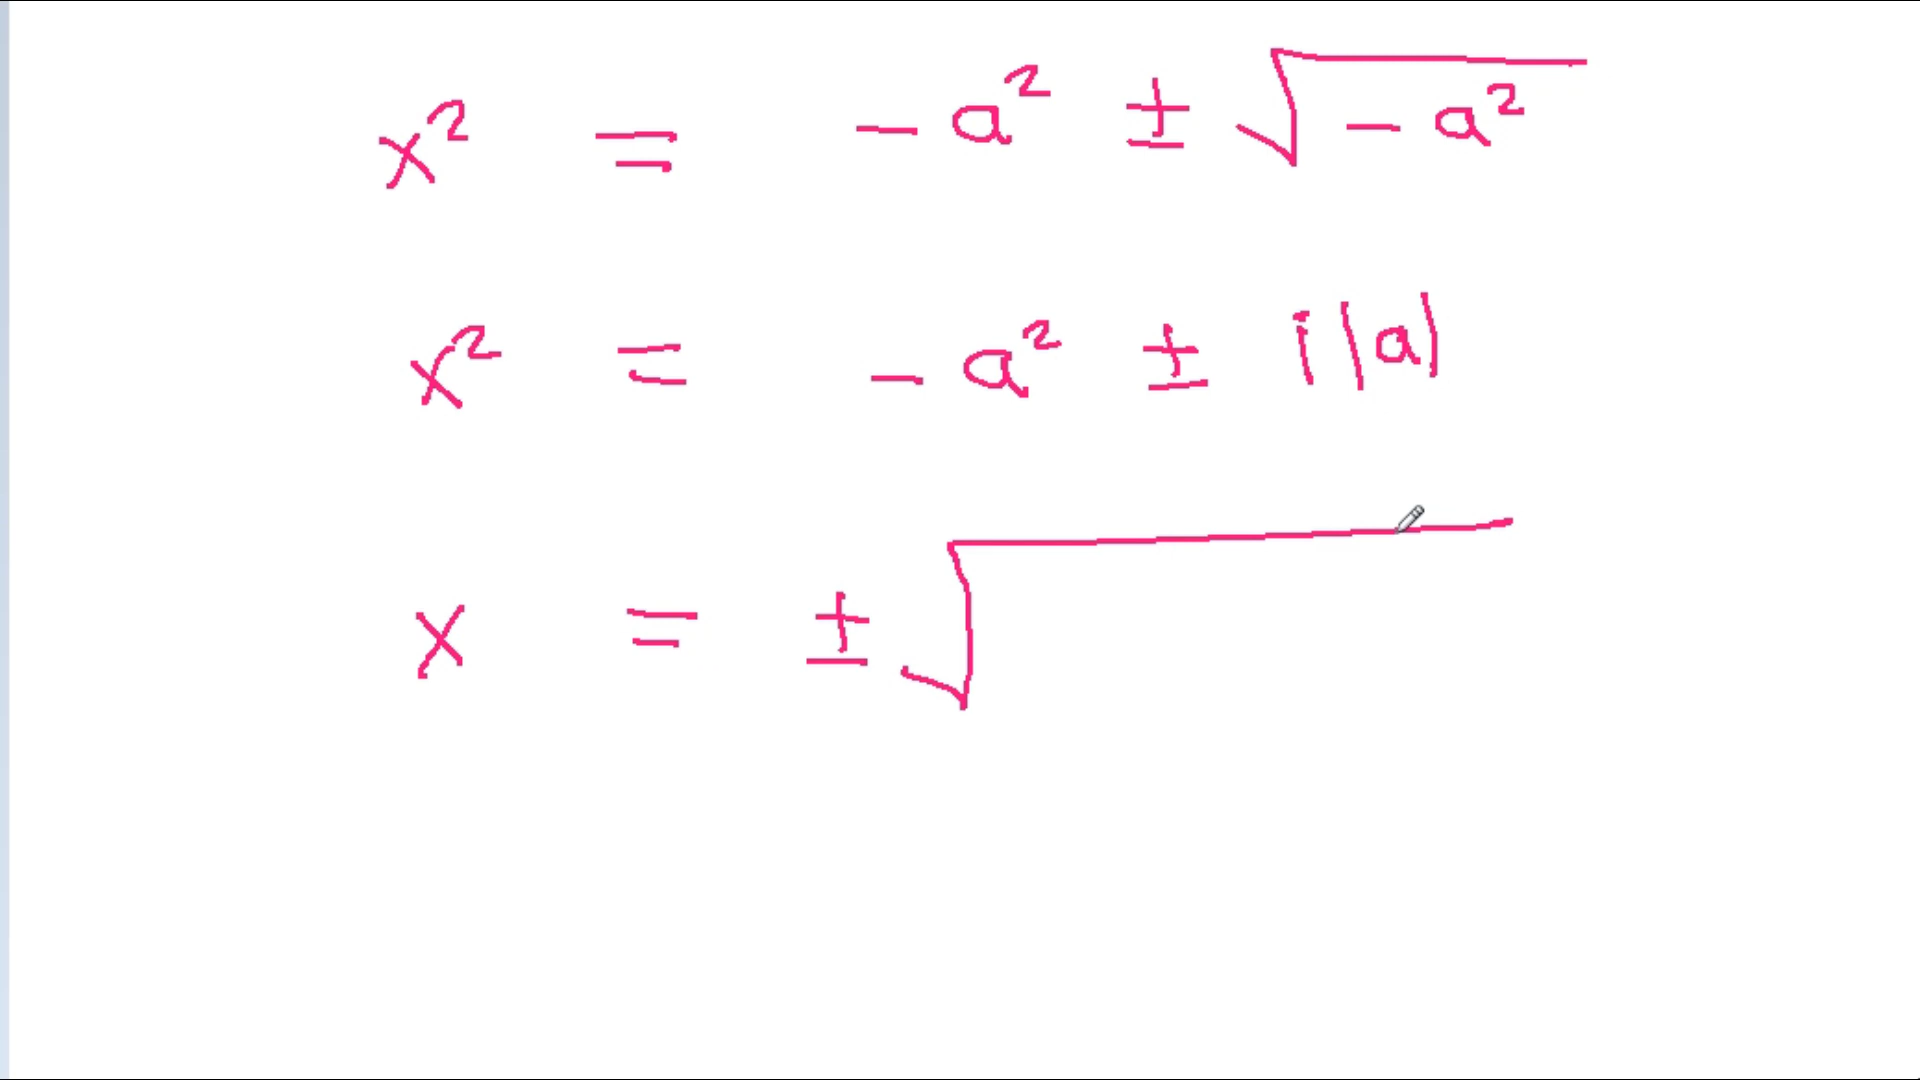 x² = - a² ± √- a²
x² = - a² ± i|a|
x = ± √